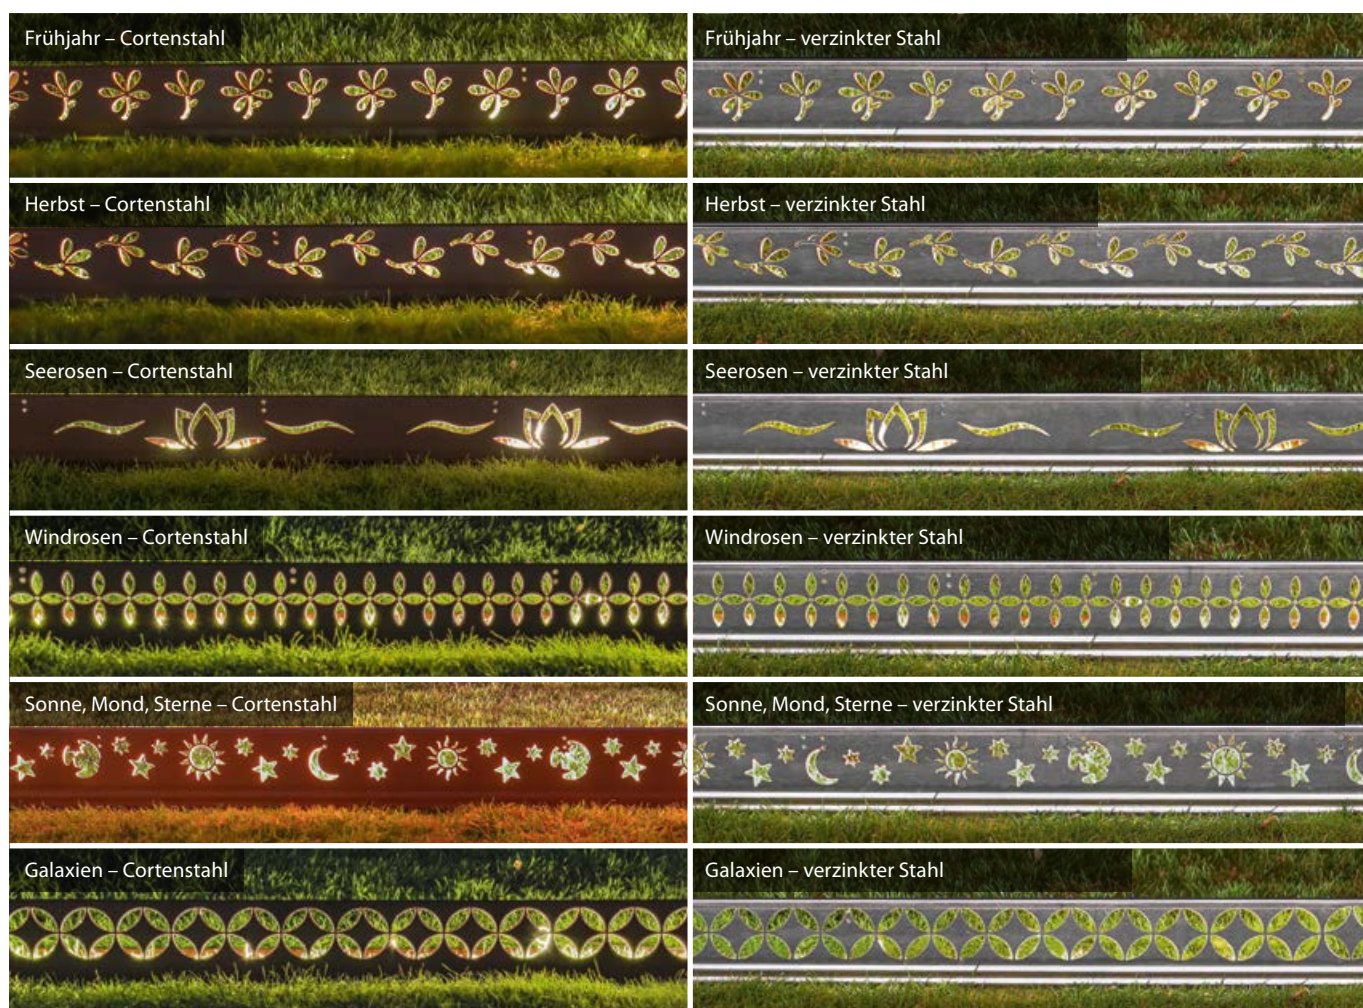 Frühjahr – Cortenstahl
Frühjahr – verzinkter Stahl
Herbst – Cortenstahl
Herbst – verzinkter Stahl
Seerosen – Cortenstahl
Seerosen – verzinkter Stahl
Windrosen – Cortenstahl
Windrosen – verzinkter Stahl
Sonne, Mond, Sterne – Cortenstahl
Sonne, Mond, Sterne – verzinkter Stahl
Galaxien – Cortenstahl
Galaxien – verzinkter Stahl